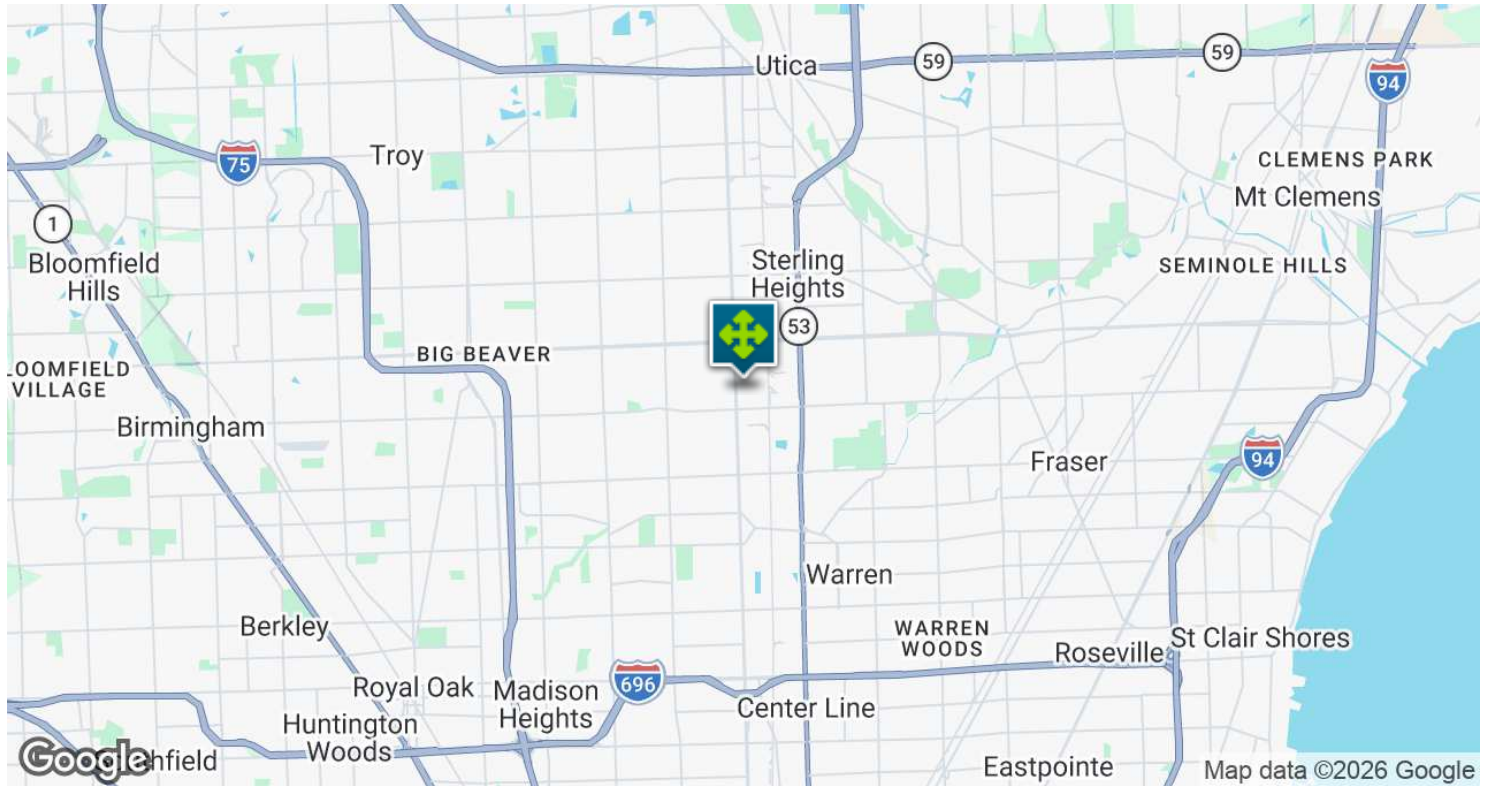 Utica
59
59
94
75
Troy
CLEMENS PARK
Mt Clemens
1
Bloomfield
Hills
Sterling
Heights
SEMINOLE HILLS
53
BIG BEAVER
LOOMFIELD
VILLAGE
Birmingham
Fraser
94
Warren
Berkley
WARREN
WOODS
Roseville
St Clair Shores
Royal Oak
Madison
Heights
696
Center Line
Huntington
Woods
Google
hfield
Eastpointe
Map data ©2026 Google